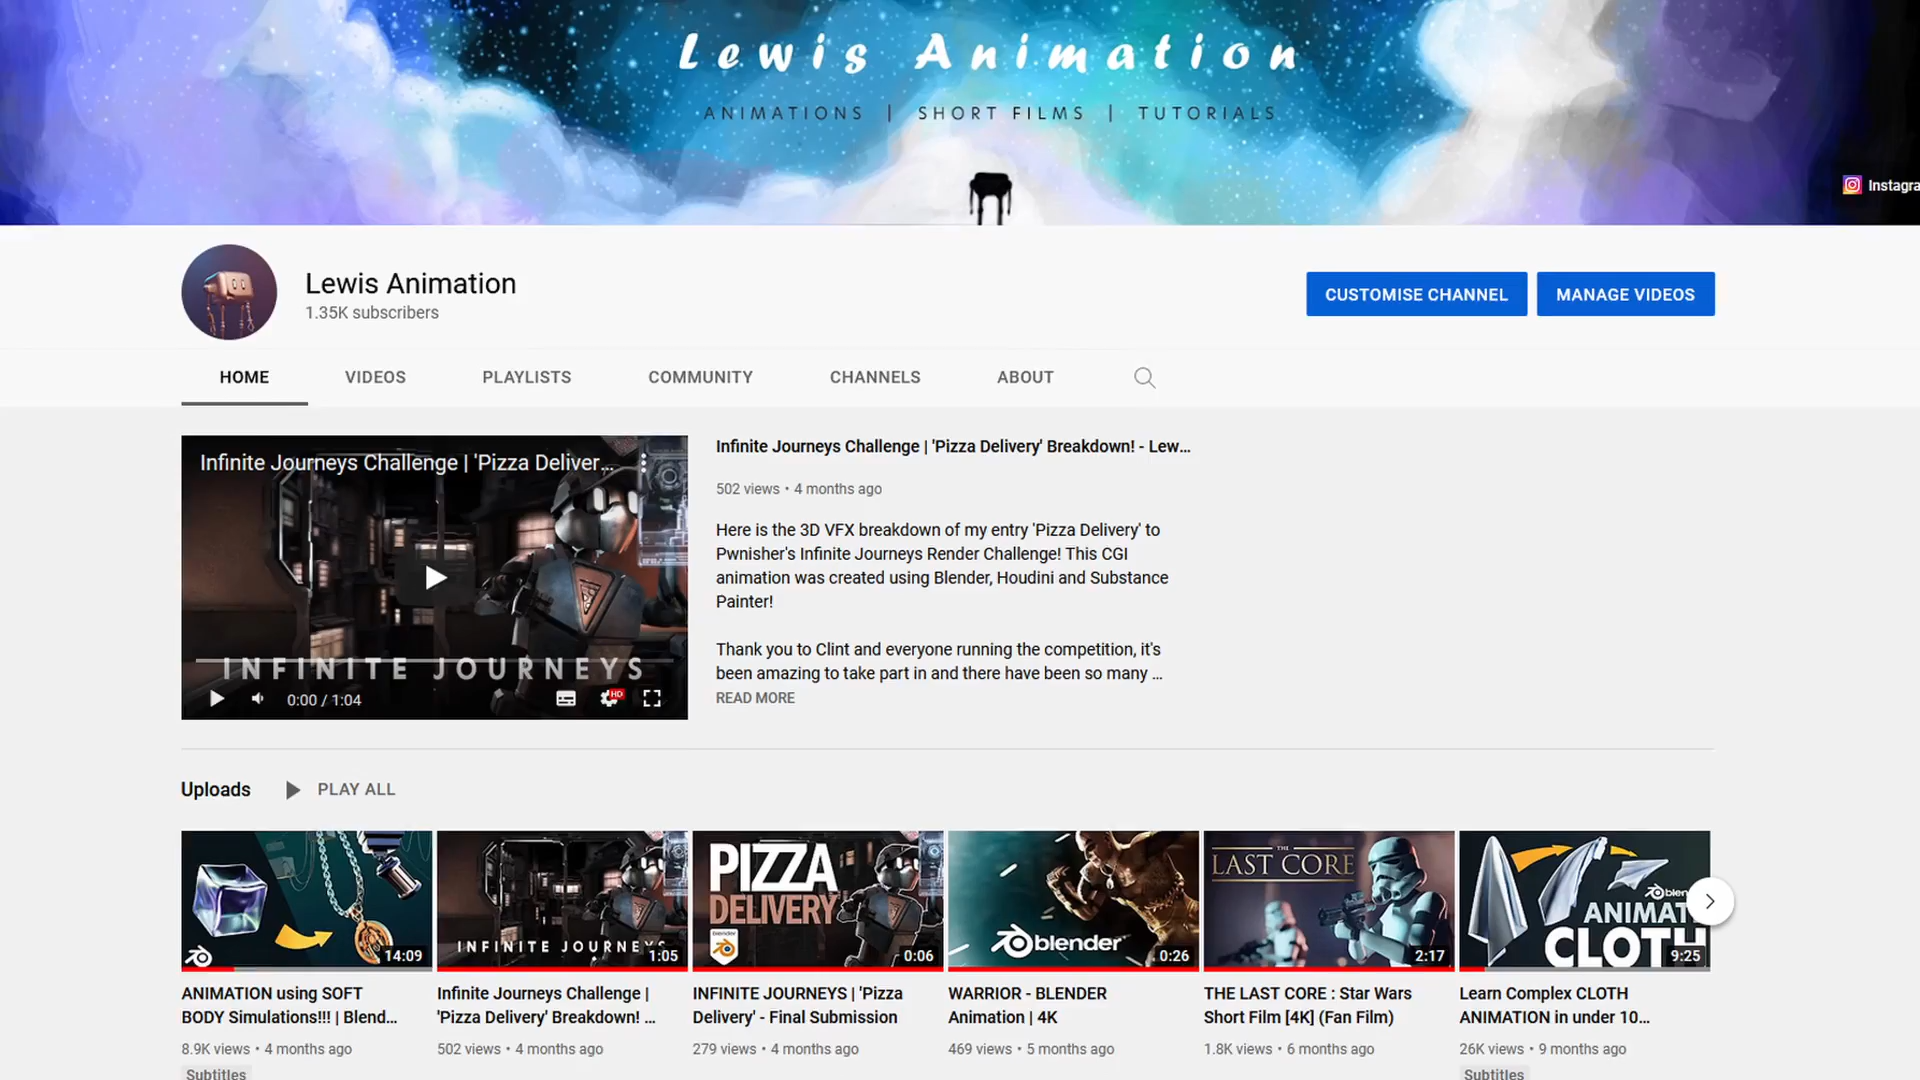 Lewis Animation
ANIMATIONS | SHORT FILMS | TUTORIALS
Instagra
Lewis Animation
1.35K subscribers
CUSTOMISE CHANNEL
MANAGE VIDEOS
HOME
VIDEOS
PLAYLISTS
COMMUNITY
CHANNELS
ABOUT
Infinite Journeys Challenge | 'Pizza Deliver...
INFINITE JOURNEYS
0:00 / 1:04
HD
Infinite Journeys Challenge | 'Pizza Delivery' Breakdown! - Lew...
502 views • 4 months ago
Here is the 3D VFX breakdown of my entry 'Pizza Delivery' to
Pwnisher's Infinite Journeys Render Challenge! This CGI
animation was created using Blender, Houdini and Substance
Painter!
Thank you to Clint and everyone running the competition, it's
been amazing to take part in and there have been so many ...
READ MORE
Uploads
PLAY ALL
14:09
ANIMATION using SOFT
BODY Simulations!!! | Blend...
8.9K views • 4 months ago
Subtitles
INFINITE JOURNEYS
1:05
Infinite Journeys Challenge |
'Pizza Delivery' Breakdown! ...
502 views • 4 months ago
PIZZA
DELIVERY
blender
0:06
INFINITE JOURNEYS | 'Pizza
Delivery' - Final Submission
279 views • 4 months ago
blender
0:26
WARRIOR - BLENDER
Animation | 4K
469 views • 5 months ago
THE
LAST CORE
2:17
THE LAST CORE : Star Wars
Short Film [4K] (Fan Film)
1.8K views • 6 months ago
blen
ANIMAT
CLOTH
9:25
Learn Complex CLOTH
ANIMATION in under 10...
26K views • 9 months ago
Subtitles